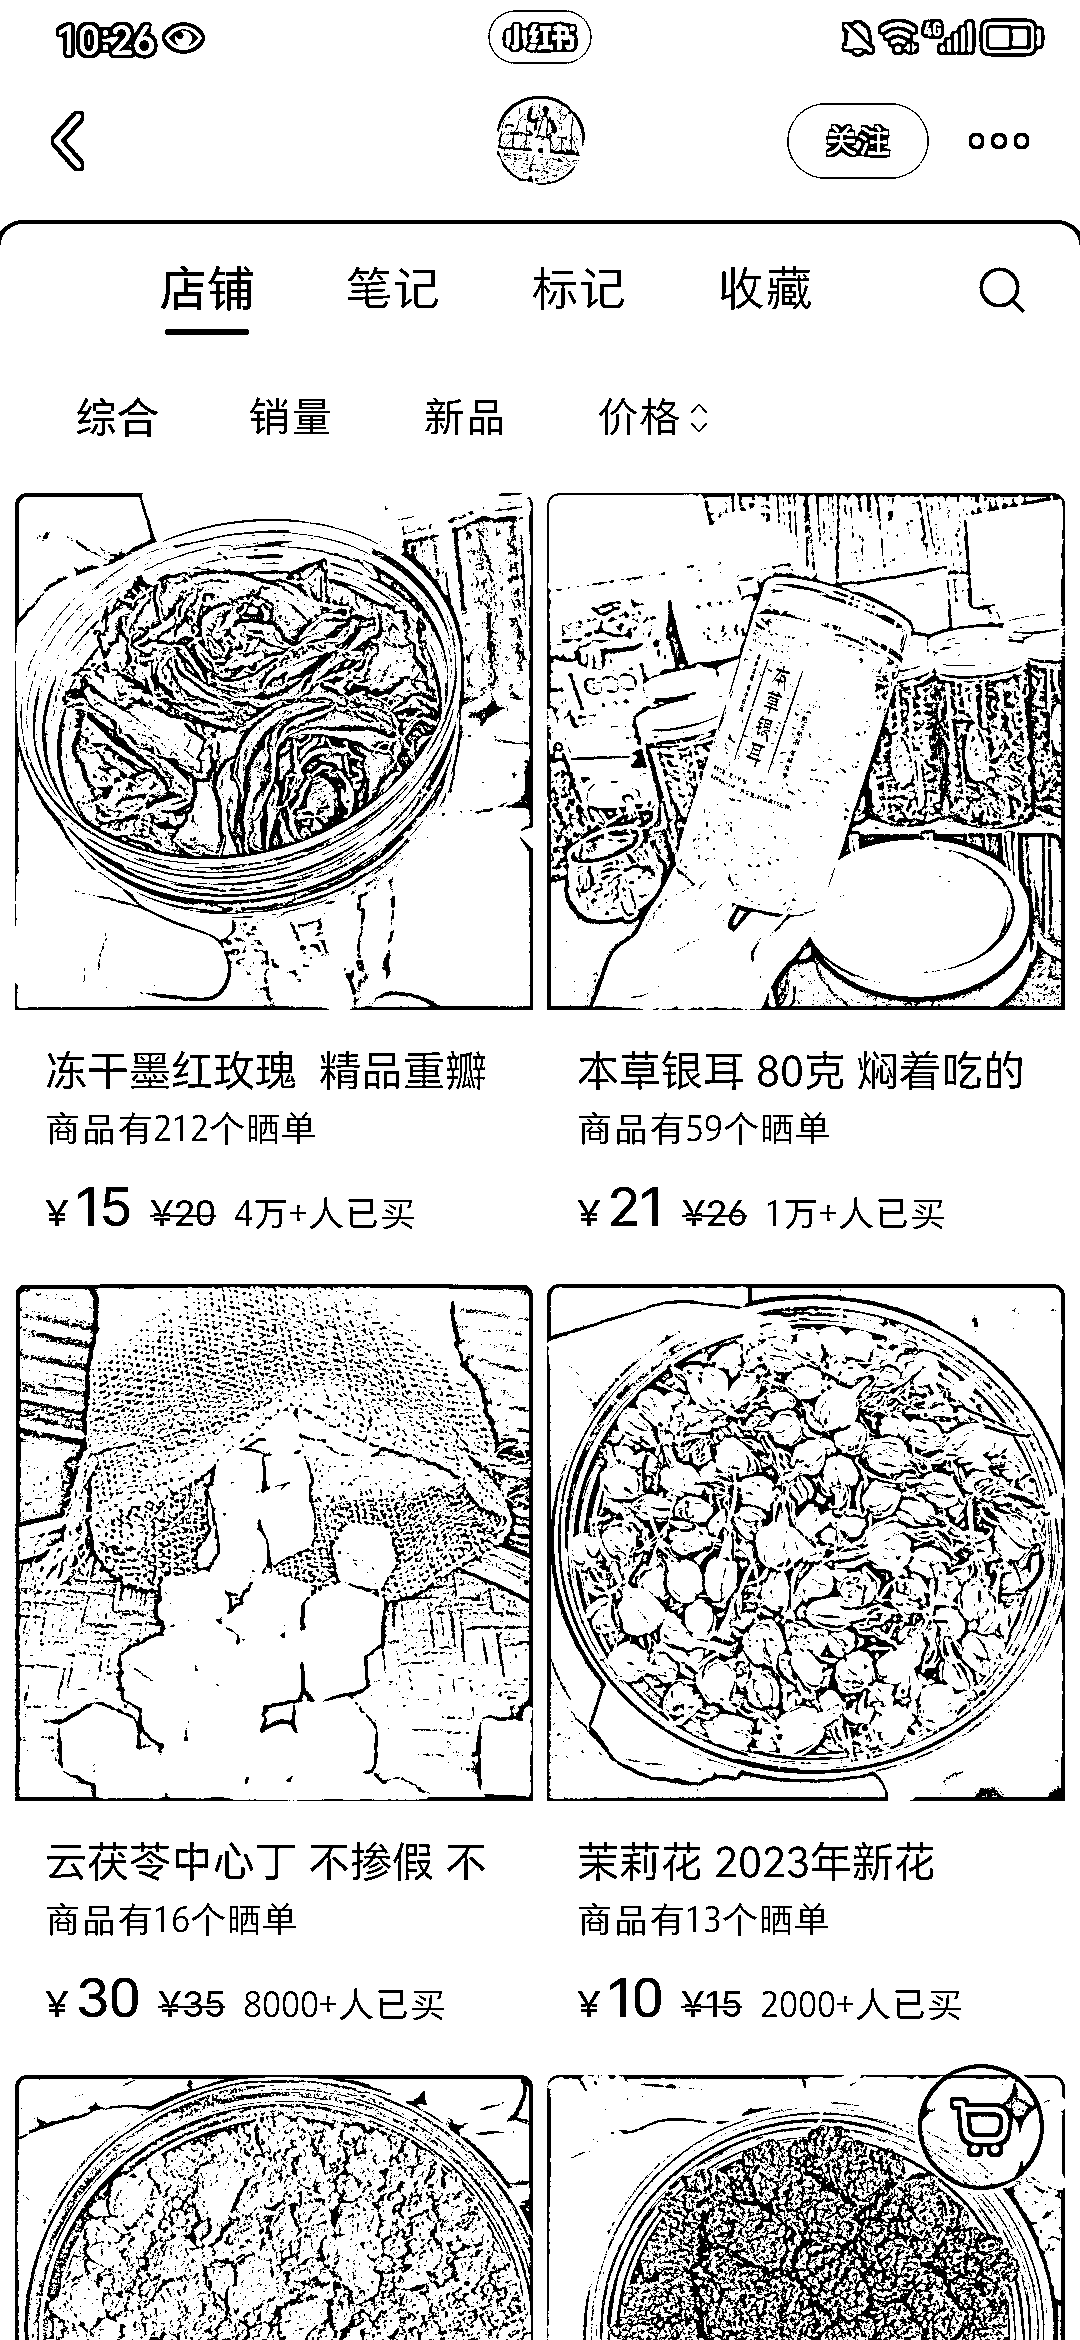 10:26
小红书
4G
关注
店铺 笔记 标记 收藏
综合 销量 新品 价格
本草银耳
冻干墨红玫瑰 精品重瓣
商品有212个晒单
¥15 ¥20 4万+人已买
本草银耳 80克 焖着吃的
商品有59个晒单
¥21 ¥26 1万+人已买
云茯苓中心丁 不掺假 不
商品有16个晒单
¥30 ¥35 8000+人已买
茉莉花 2023年新花
商品有13个晒单
¥10 ¥15 2000+人已买